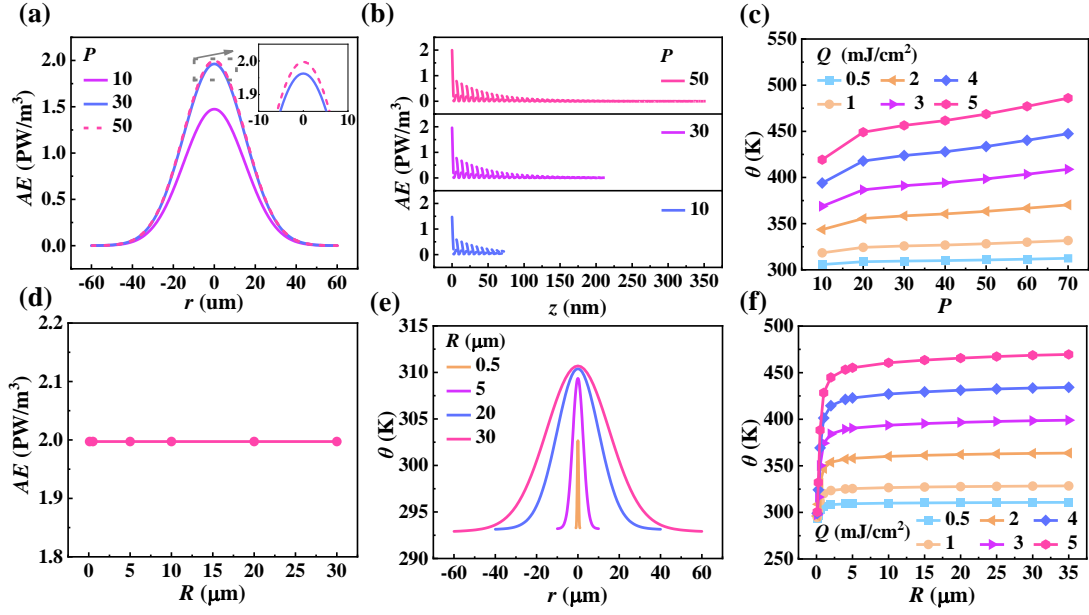 (a)
AE (PW/m³)
2.0
1.5
1.0
0.5
0.0
P
10
30
50
2.0
1.9
-10 0 10
-60 -40 -20 0 20 40 60
r (um)
(b)
AE (PW/m³)
2
1
0
P
50
2
1
0
30
2
1
0
10
0 50 100 150 200 250 300 350
z (nm)
(c)
θ (K)
500
450
400
350
300
Q (mJ/cm²)
0.5 2 4
1 3 5
10 20 30 40 50 60 70
P
(d)
AE (PW/m³)
2.2
2.1
2.0
1.9
1.8
0 5 10 15 20 25 30
R (μm)
(e)
θ (K)
315
310
305
300
295
290
R (μm)
0.5
5
20
30
-60 -40 -20 0 20 40 60
r (μm)
(f)
θ (K)
500
450
400
350
300
250
0.5 2 4
Q (mJ/cm²)
1 3 5
0 5 10 15 20 25 30 35
R (μm)